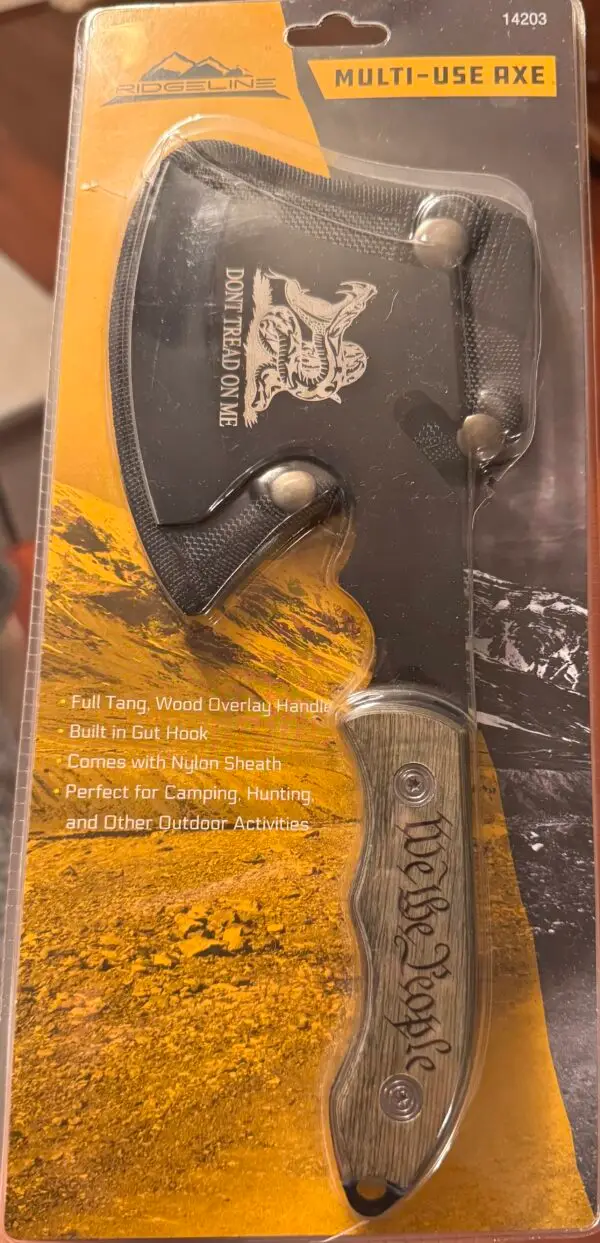 14203
RIDGELINE
MULTI-USE AXE
DONT TREAD ON ME
• Full Tang, Wood Overlay Handle
• Built in Gut Hook
• Comes with Nylon Sheath
• Perfect for Camping, Hunting,
and Other Outdoor Activities
We the People